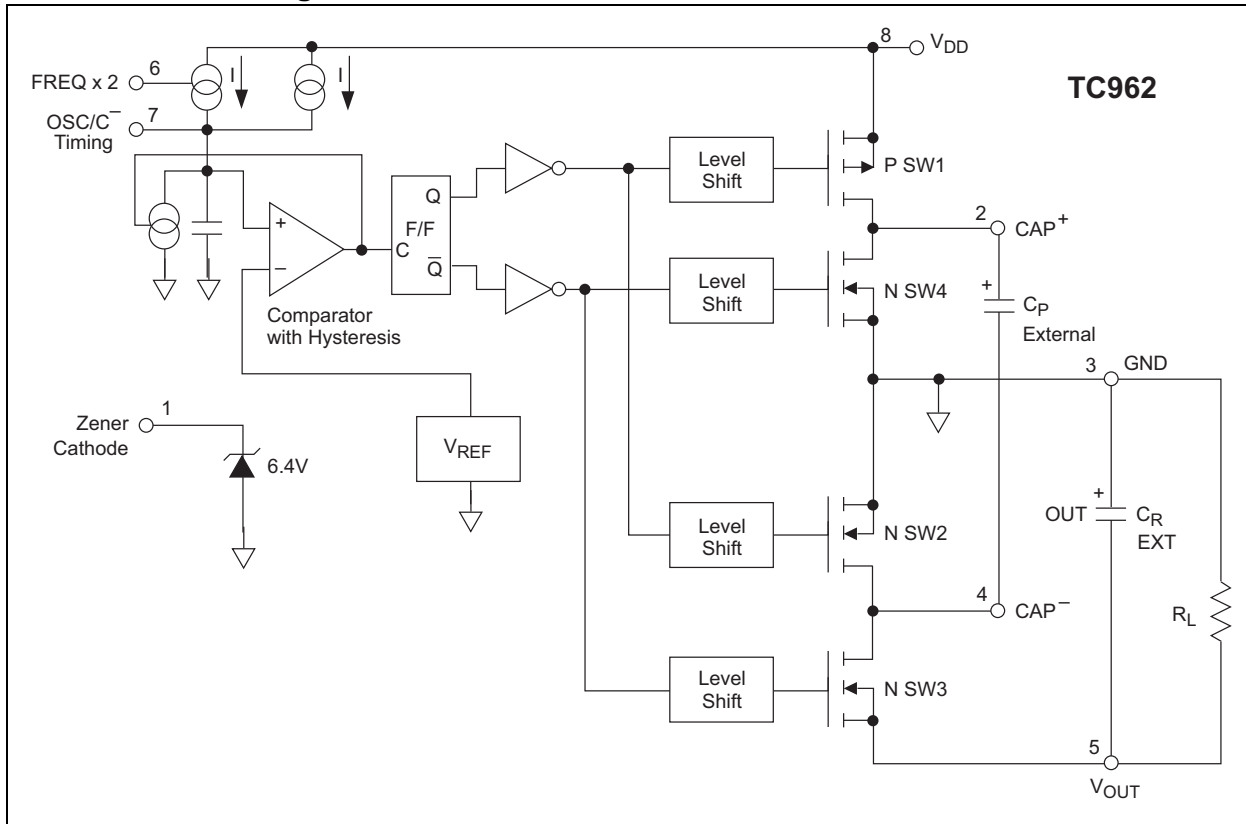 8
V_DD
TC962
6
FREQ x 2
I
I
7
OSC/C⁻
Timing
Level
Shift
P SW1
Q
F/F
C
Q̅
+
−
2
CAP⁺
Level
Shift
N SW4
+
C_P
External
Comparator
with Hysteresis
3
GND
1
Zener
Cathode
6.4V
V_REF
Level
Shift
N SW2
OUT
+
C_R
EXT
4
CAP⁻
R_L
Level
Shift
N SW3
5
V_OUT